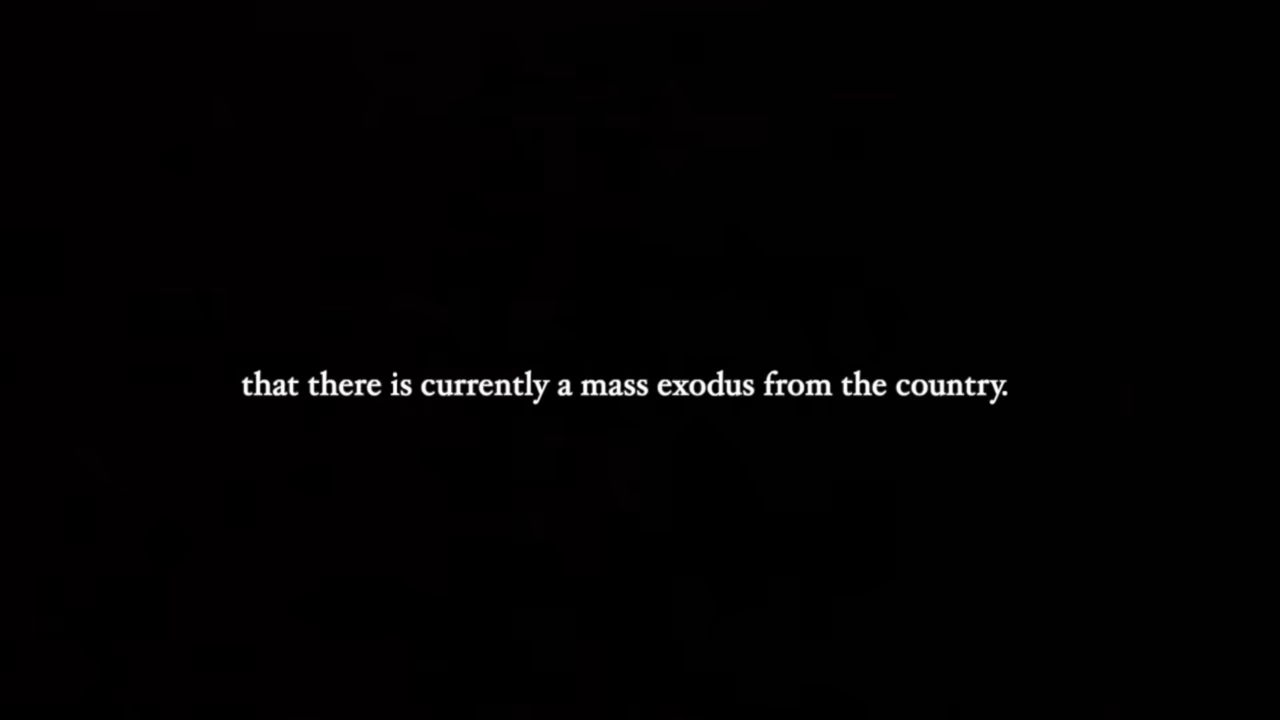 that there is currently a mass exodus from the country.